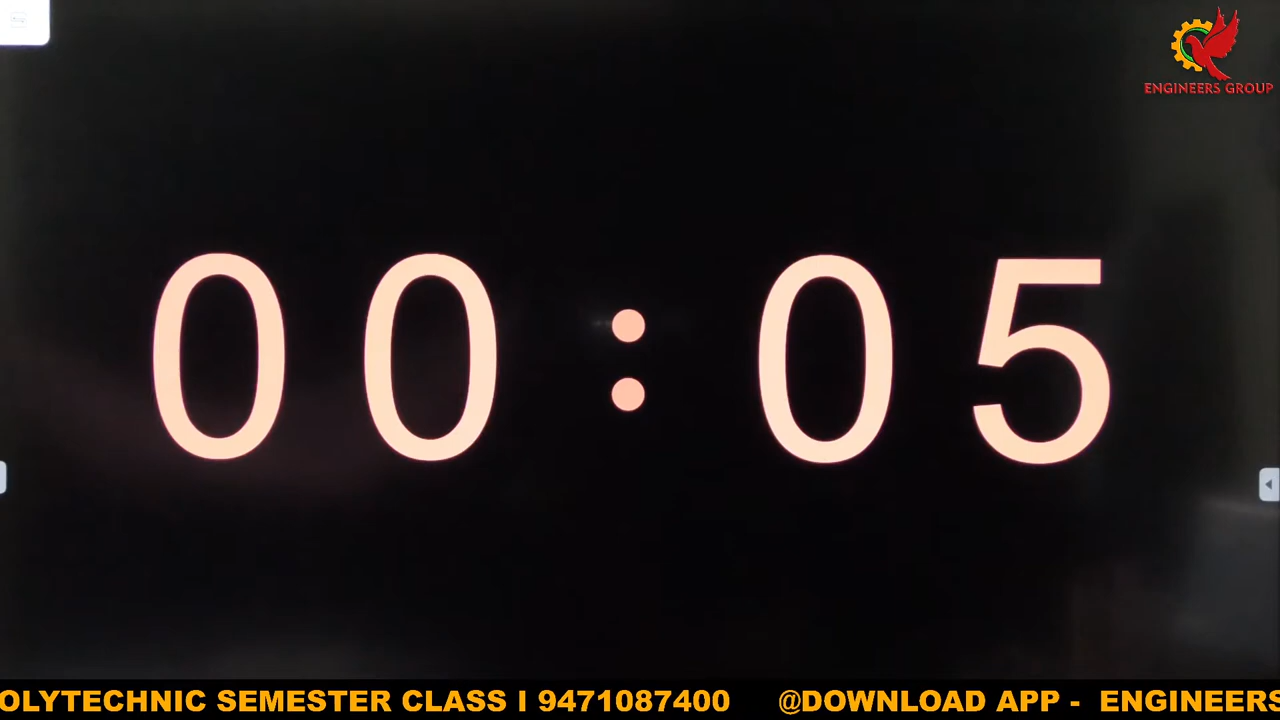 ENGINEERS GROUP
00:05
OLYTECHNIC SEMESTER CLASS I 9471087400 @DOWNLOAD APP - ENGINEERS